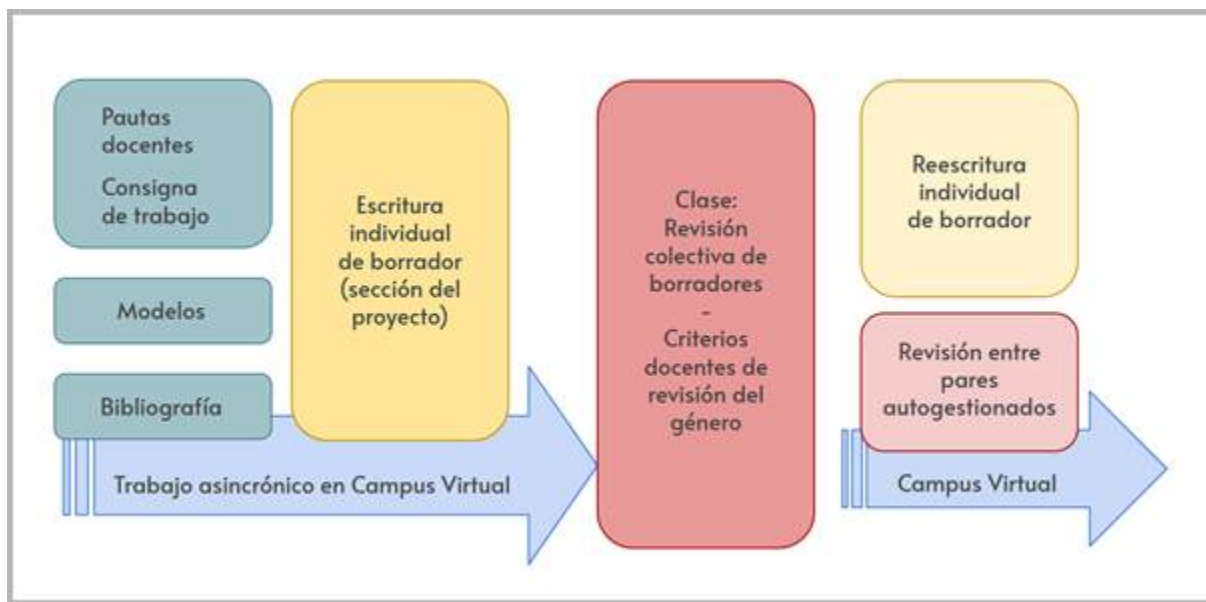 Pautas
docentes
Consigna
de trabajo
Modelos
Bibliografía
Escritura
individual
de borrador
(sección del
proyecto)
Trabajo asincrónico en Campus Virtual
Clase:
Revisión
colectiva de
borradores
-
Criterios
docentes de
revisión del
género
Reescritura
individual
de borrador
Revisión entre
pares
autogestionados
Campus Virtual